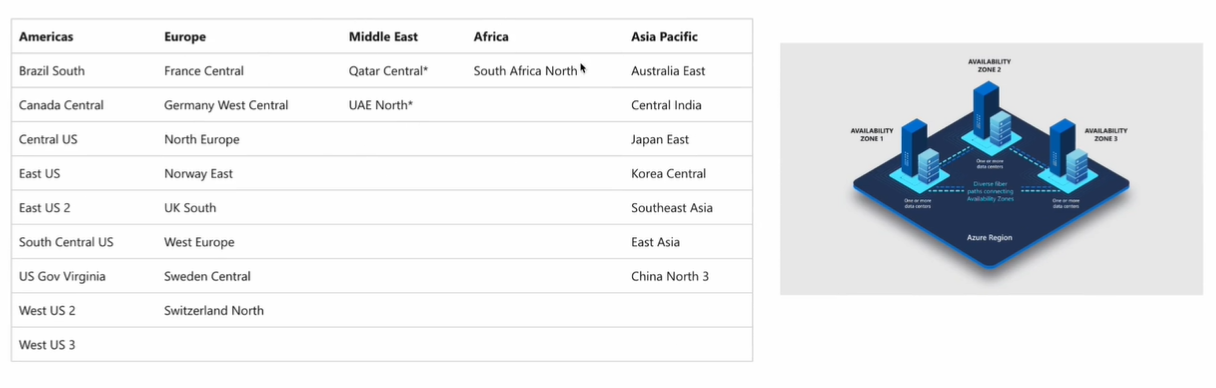 Americas Europe Middle East Africa Asia Pacific
Brazil South France Central Qatar Central* South Africa North Australia East
Canada Central Germany West Central UAE North* Central India
Central US North Europe Japan East
East US Norway East Korea Central
East US 2 UK South Southeast Asia
South Central US West Europe East Asia
US Gov Virginia Sweden Central China North 3
West US 2 Switzerland North
West US 3
AVAILABILITY
ZONE 2
AVAILABILITY
ZONE 1
AVAILABILITY
ZONE 3
One or more
data centers
Diverse fiber
paths connecting
Availability Zones
One or more
data centers
One or more
data centers
Azure Region